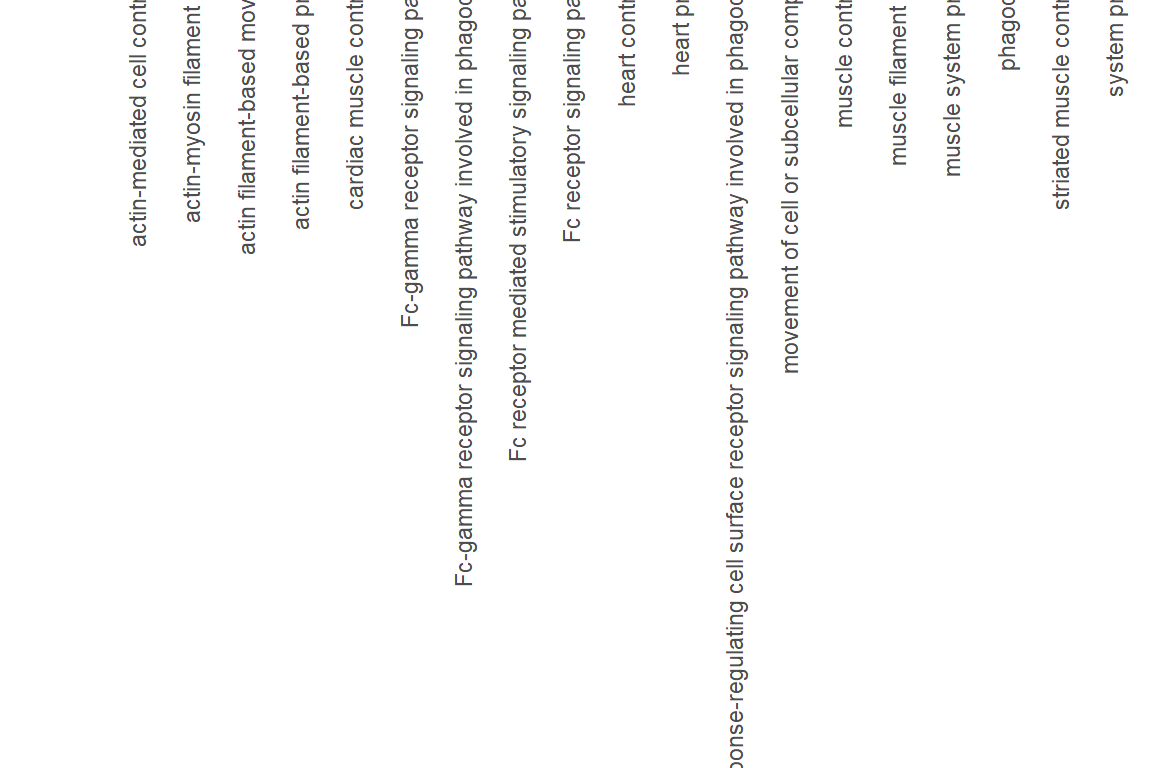 actin-mediated cell contr
actin-myosin filament
actin filament-based mov
actin filament-based pr
cardiac muscle contr
Fc-gamma receptor signaling pa
Fc-gamma receptor signaling pathway involved in phagoc
Fc receptor mediated stimulatory signaling pa
Fc receptor signaling pa
heart contr
heart pr
ponse-regulating cell surface receptor signaling pathway involved in phagoc
movement of cell or subcellular comp
muscle contr
muscle filament
muscle system pr
phagoc
striated muscle contr
system pr